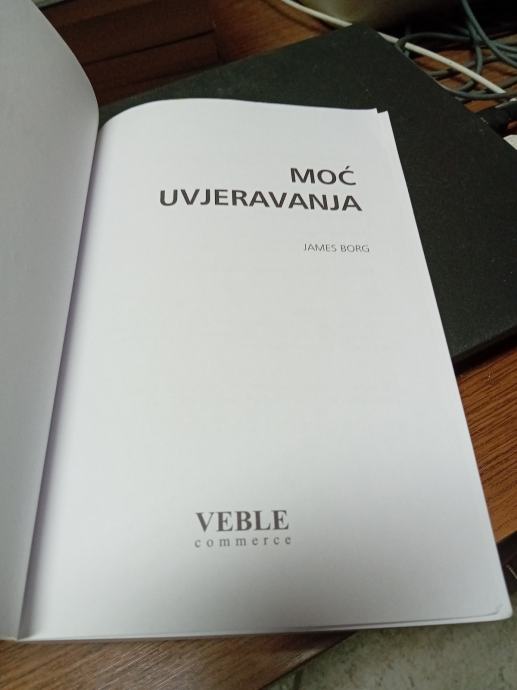 MOĆ
UVJERAVANJA
JAMES BORG
VEBLE
commerce